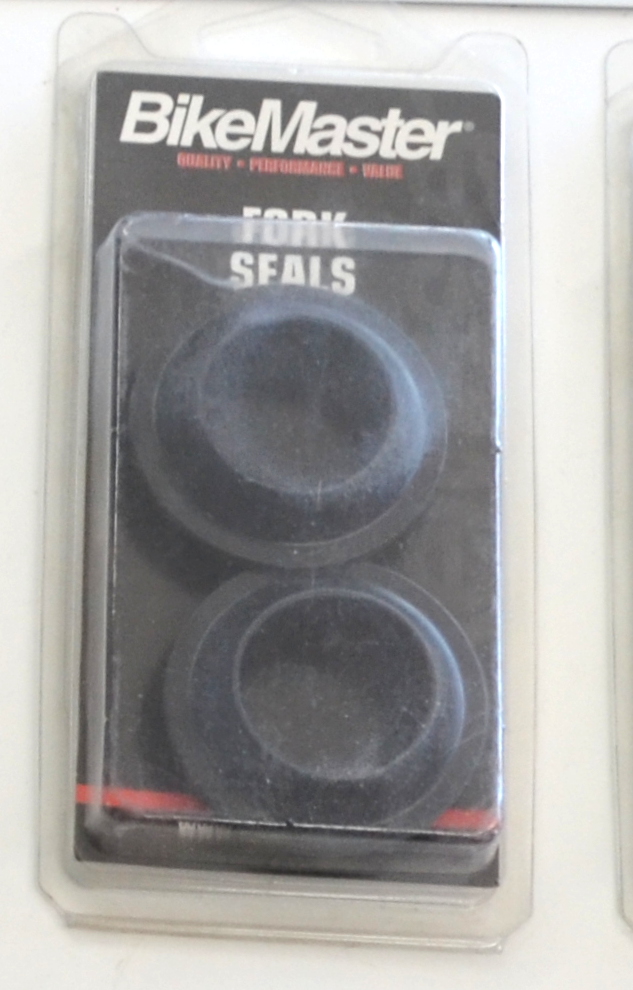 BikeMaster®
QUALITY • PERFORMANCE • VALUE
FORK
SEALS